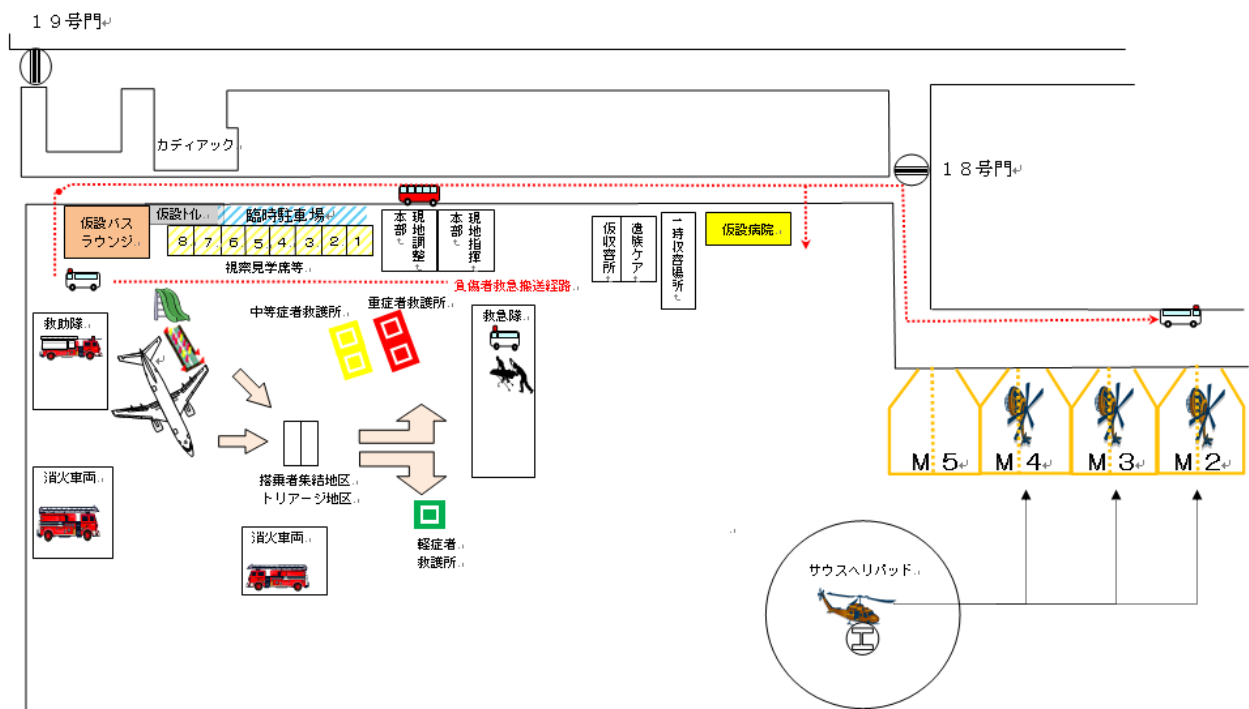 １９号門
カディアック
１８号門
仮設バス
ラウンジ
仮設トイレ
臨時駐車場
8 7 6 5 4 3 2 1
視察見学席等
現地調整
本部
現地指揮
本部
仮収容所
遺族ケア
一時収容場所
仮設病院
負傷者救急搬送経路
救助隊
中等症者救護所
重症者救護所
救急隊
消火車両
搭乗者集結地区
トリアージ地区
消火車両
軽症者
救護所
M 5
M 4
M 3
M 2
サウスヘリパッド
H